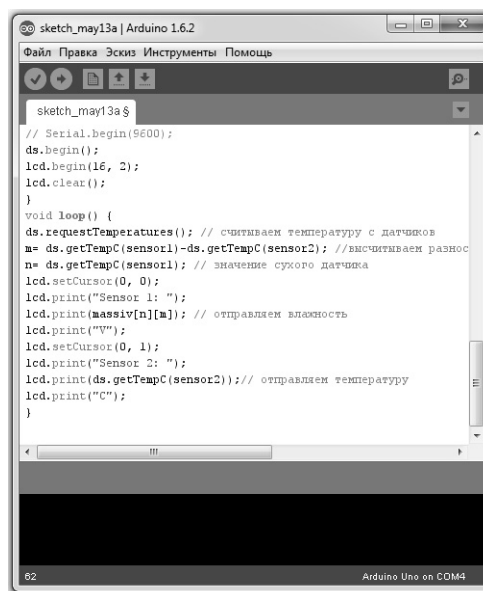 sketch_may13a | Arduino 1.6.2
Файл Правка Эскиз Инструменты Помощь
sketch_may13a §
// Serial.begin(9600);
ds.begin();
lcd.begin(16, 2);
lcd.clear();
}
void loop() {
ds.requestTemperatures(); // считываем температуру с датчиков
m= ds.getTempC(sensor1)-ds.getTempC(sensor2); //высчитываем разнос
n= ds.getTempC(sensor1); // значение сухого датчика
lcd.setCursor(0, 0);
lcd.print("Sensor 1: ");
lcd.print(massiv[n][m]); // отправляем влажность
lcd.print("V");
lcd.setCursor(0, 1);
lcd.print("Sensor 2: ");
lcd.print(ds.getTempC(sensor2));// отправляем температуру
lcd.print("C");
}
62 Arduino Uno on COM4